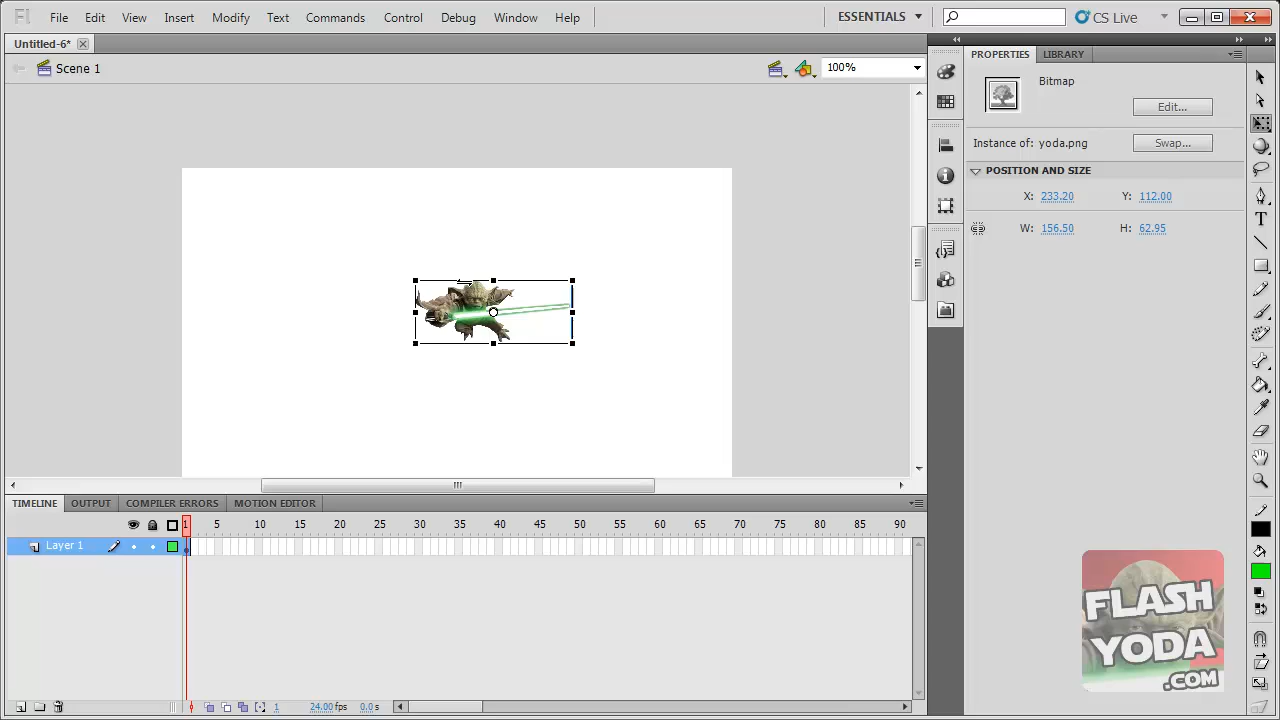 Fl File Edit View Insert Modify Text Commands Control Debug Window Help ESSENTIALS CS Live
Untitled-6*
Scene 1 100%
PROPERTIES LIBRARY
Bitmap
Edit...
Instance of: yoda.png Swap...
POSITION AND SIZE
X: 233.20 Y: 112.00
W: 156.50 H: 62.95
TIMELINE OUTPUT COMPILER ERRORS MOTION EDITOR
1 5 10 15 20 25 30 35 40 45 50 55 60 65 70 75 80 85 90
Layer 1
1 24.00 fps 0.0 s
FLASH
YODA
.COM